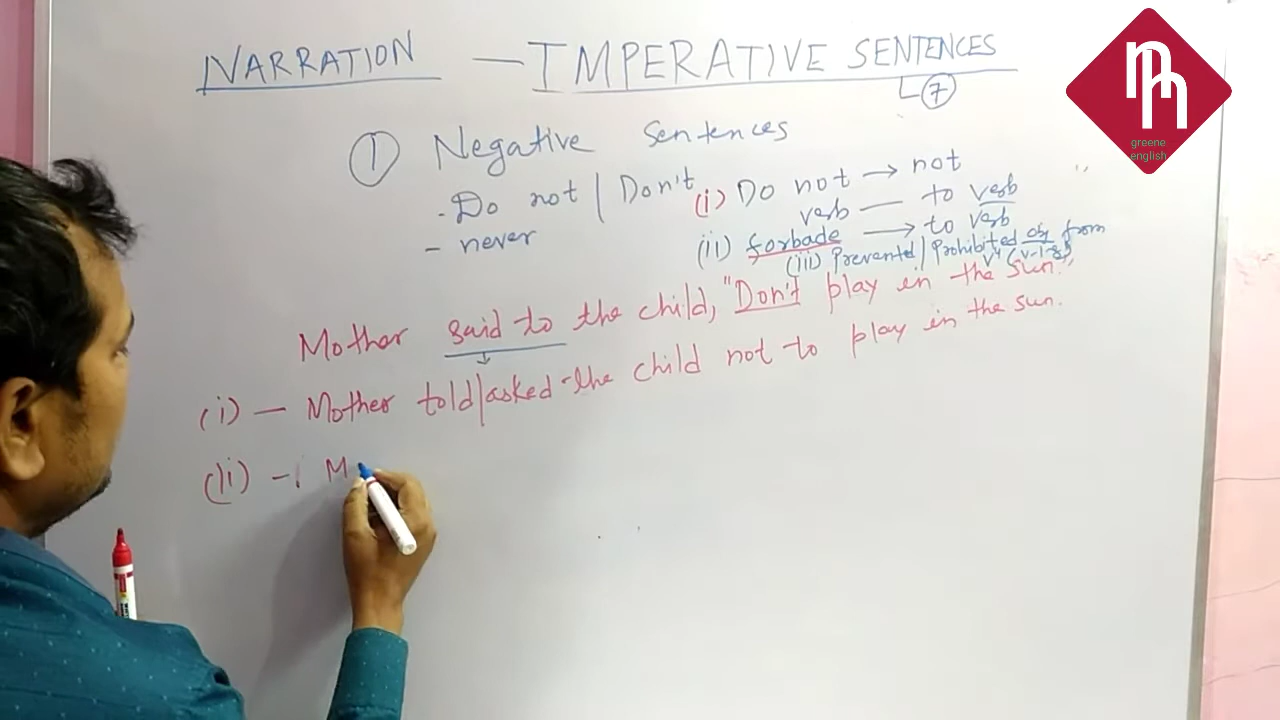 NARRATION — IMPERATIVE SENTENCES
L (7)
(1) Negative Sentences
- Do not / Don't
- never
(i) Do not → not
verb — to verb
(ii) forbade → to verb
(iii) Prevented / Prohibited obj from
V4 (V-ing)
Mother said to the child, "Don't play in the sun."
(i) — Mother told/asked the child not to play in the sun.
(ii) - M
greene
english